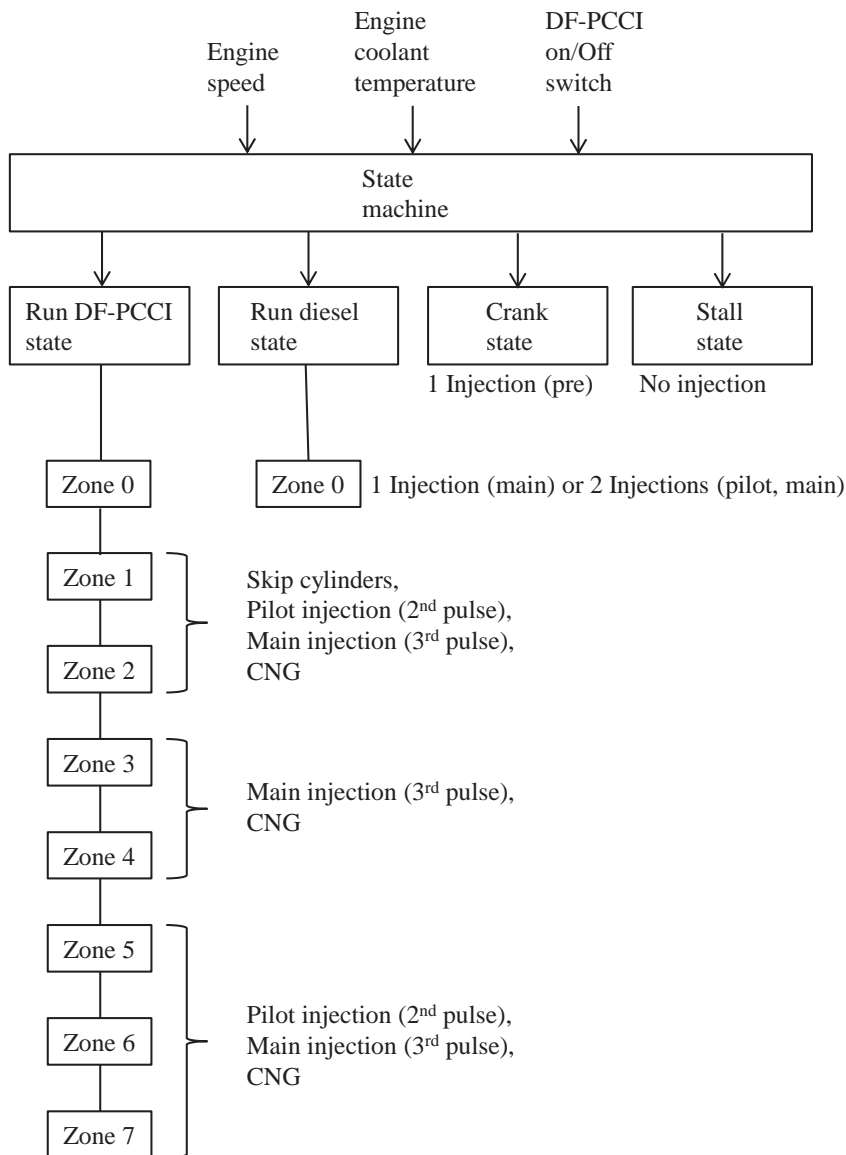 Engine
speed
Engine
coolant
temperature
DF-PCCI
on/Off
switch
State
machine
Run DF-PCCI
state
Run diesel
state
Crank
state
Stall
state
1 Injection (pre)
No injection
Zone 0
Zone 0
1 Injection (main) or 2 Injections (pilot, main)
Zone 1
Zone 2
Skip cylinders,
Pilot injection (2nd pulse),
Main injection (3rd pulse),
CNG
Zone 3
Zone 4
Main injection (3rd pulse),
CNG
Zone 5
Zone 6
Zone 7
Pilot injection (2nd pulse),
Main injection (3rd pulse),
CNG